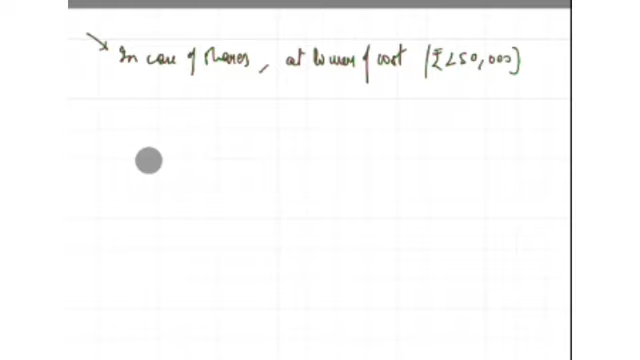 In case of shares, at lower of cost (₹250,000)